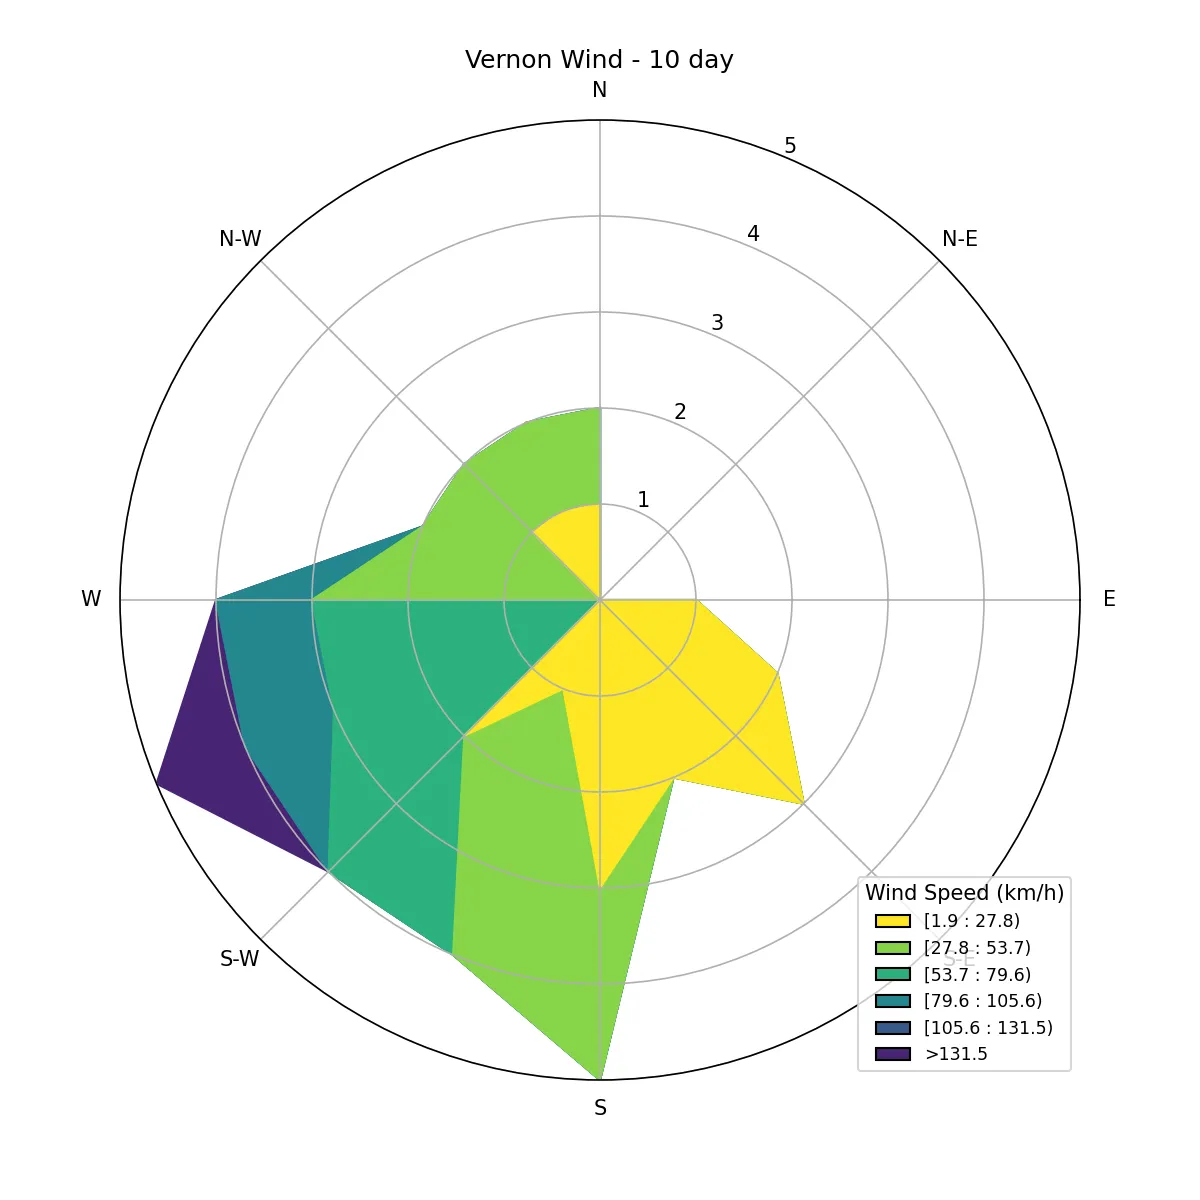 Vernon Wind - 10 day
N
5
N-W
4
N-E
3
2
1
W
E
Wind Speed (km/h)
[1.9 : 27.8)
[27.8 : 53.7)
S-W
S-E
[53.7 : 79.6)
[79.6 : 105.6)
[105.6 : 131.5)
>131.5
S